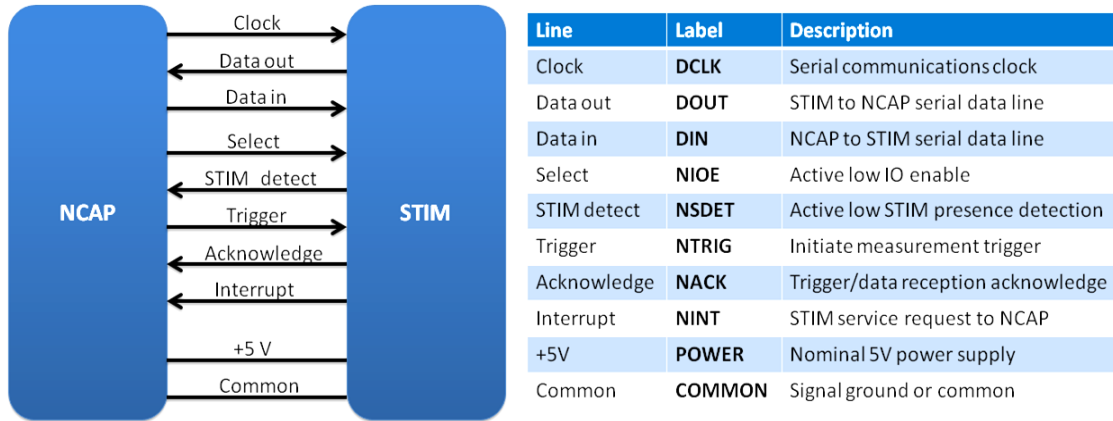 Clock
Data out
Data in
Select
STIM detect
NCAP
STIM
Trigger
Acknowledge
Interrupt
+5 V
Common
Line Label Description
Clock DCLK Serial communications clock
Data out DOUT STIM to NCAP serial data line
Data in DIN NCAP to STIM serial data line
Select NIOE Active low IO enable
STIM detect NSDET Active low STIM presence detection
Trigger NTRIG Initiate measurement trigger
Acknowledge NACK Trigger/data reception acknowledge
Interrupt NINT STIM service request to NCAP
+5V POWER Nominal 5V power supply
Common COMMON Signal ground or common